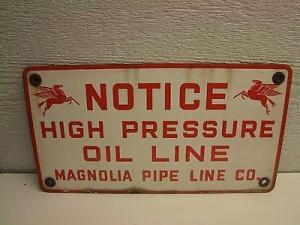 NOTICE
HIGH PRESSURE
OIL LINE
MAGNOLIA PIPE LINE CO.